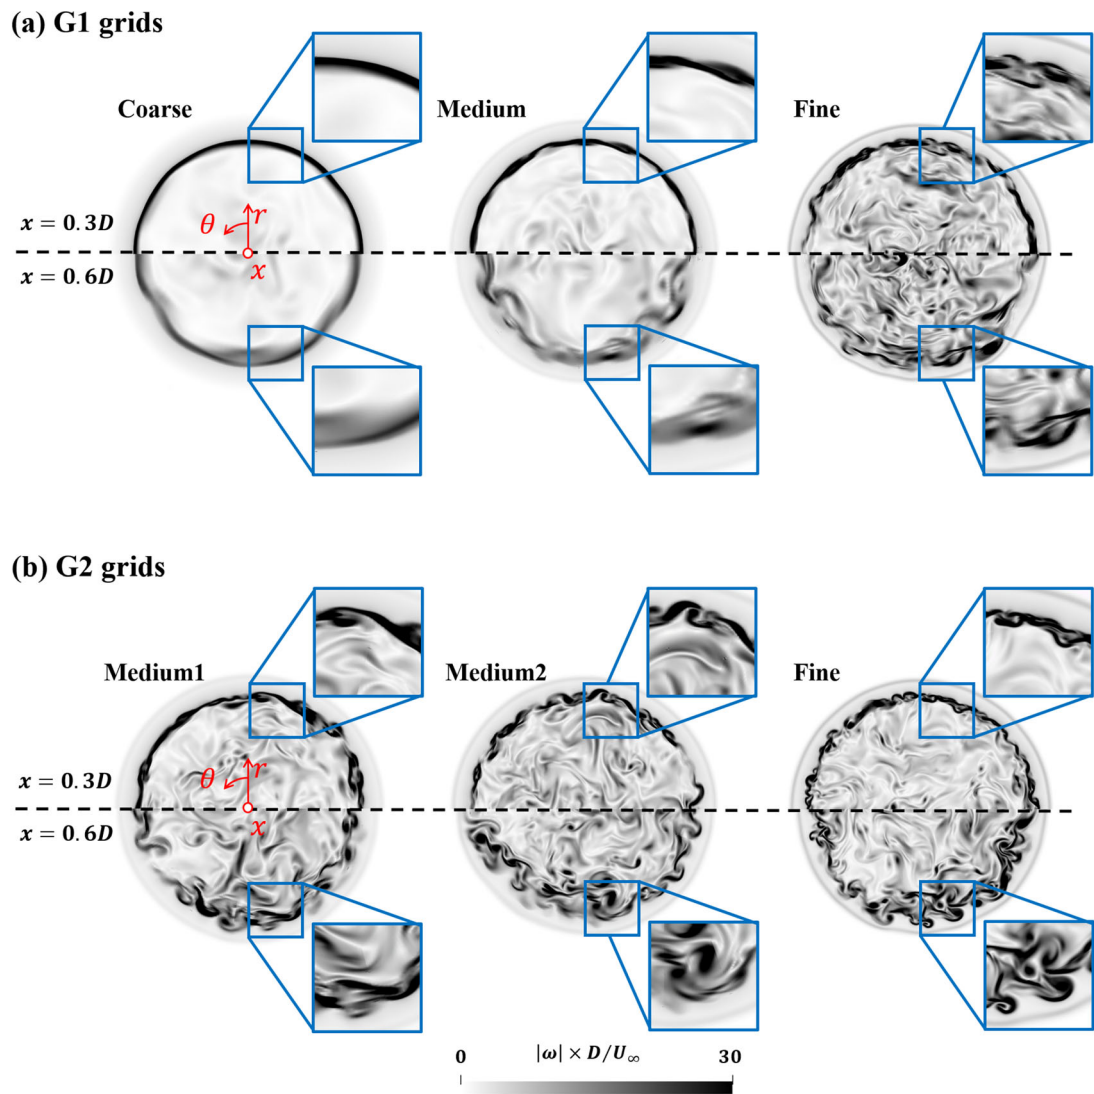 (a) G1 grids
Coarse
Medium
Fine
x = 0.3D
θ
r
x = 0.6D
x
(b) G2 grids
Medium1
Medium2
Fine
x = 0.3D
θ
r
x = 0.6D
x
0
|ω| × D/U∞
30